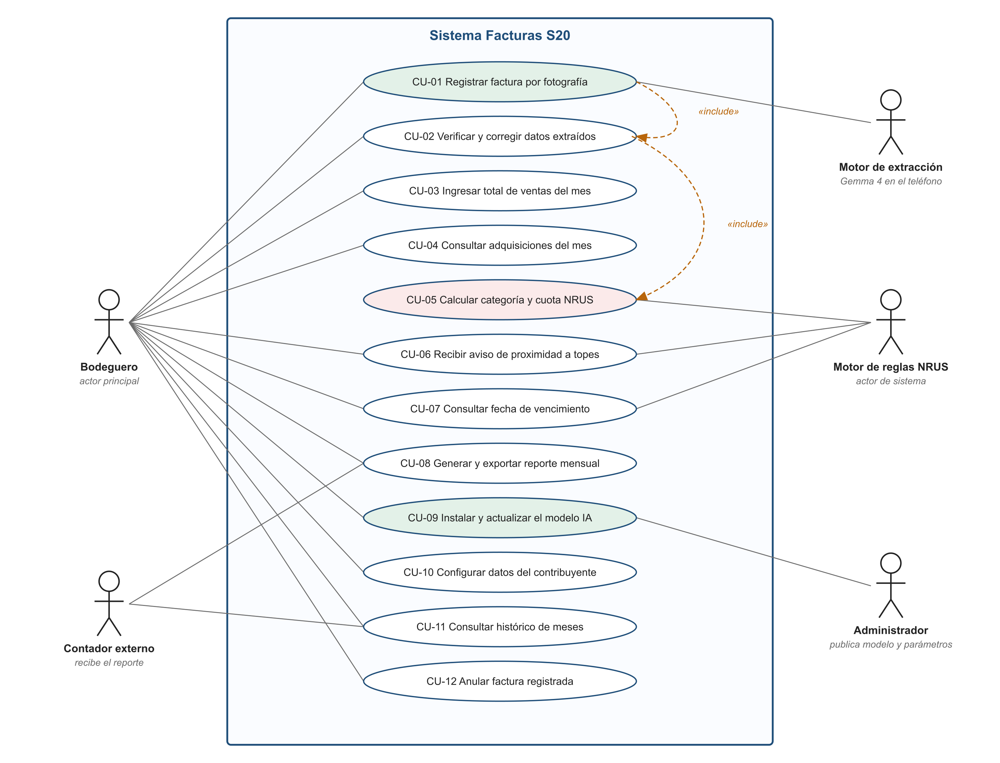 Sistema Facturas S20
CU-01 Registrar factura por fotografía
«include»
CU-02 Verificar y corregir datos extraídos
Motor de extracción
Gemma 4 en el teléfono
CU-03 Ingresar total de ventas del mes
«include»
CU-04 Consultar adquisiciones del mes
CU-05 Calcular categoría y cuota NRUS
CU-06 Recibir aviso de proximidad a topes
Bodeguero
actor principal
Motor de reglas NRUS
actor de sistema
CU-07 Consultar fecha de vencimiento
CU-08 Generar y exportar reporte mensual
CU-09 Instalar y actualizar el modelo IA
CU-10 Configurar datos del contribuyente
CU-11 Consultar histórico de meses
Contador externo
recibe el reporte
Administrador
publica modelo y parámetros
CU-12 Anular factura registrada